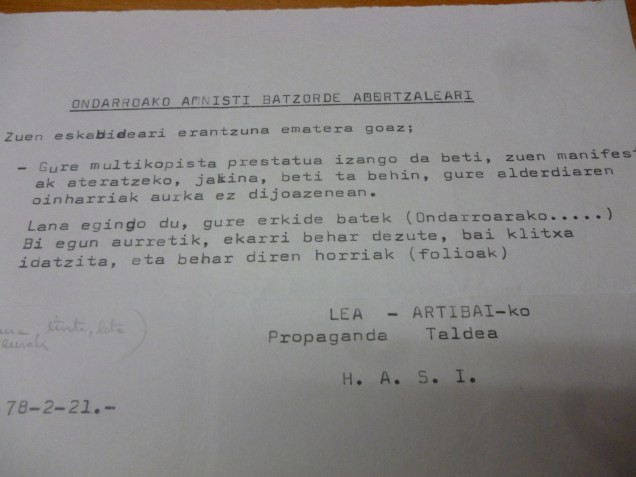 ONDARROAKO AMNISTI BATZORDE ABERTZALEARI
Zuen eskabideari erantzuna ematera goaz;
- Gure multikopista prestatua izango da beti, zuen manifest
ak ateratzeko, jakina, beti ta behin, gure alderdiaren
oinharriak aurka ez dijoazenean.
Lana egingo du, gure erkide batek (Ondarroarako.....)
Bi egun aurretik, ekarri behar dezute, bai klitxa
idatzita, eta behar diren horriak (folioak)
LEA - ARTIBAI-ko
Propaganda Taldea
H. A. S. I.
78-2-21.-